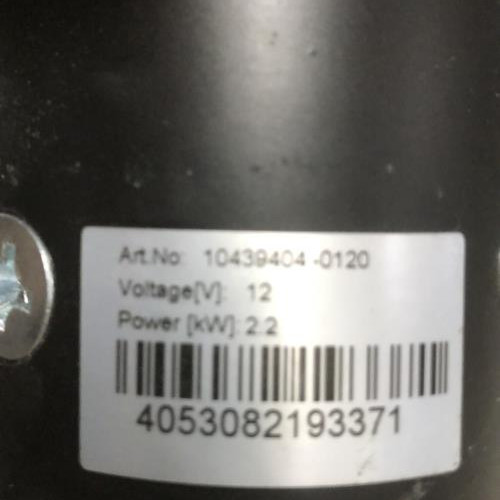 Art.No: 10439404 -0120
Voltage[V]: 12
Power [kW]: 2.2
4053082193371